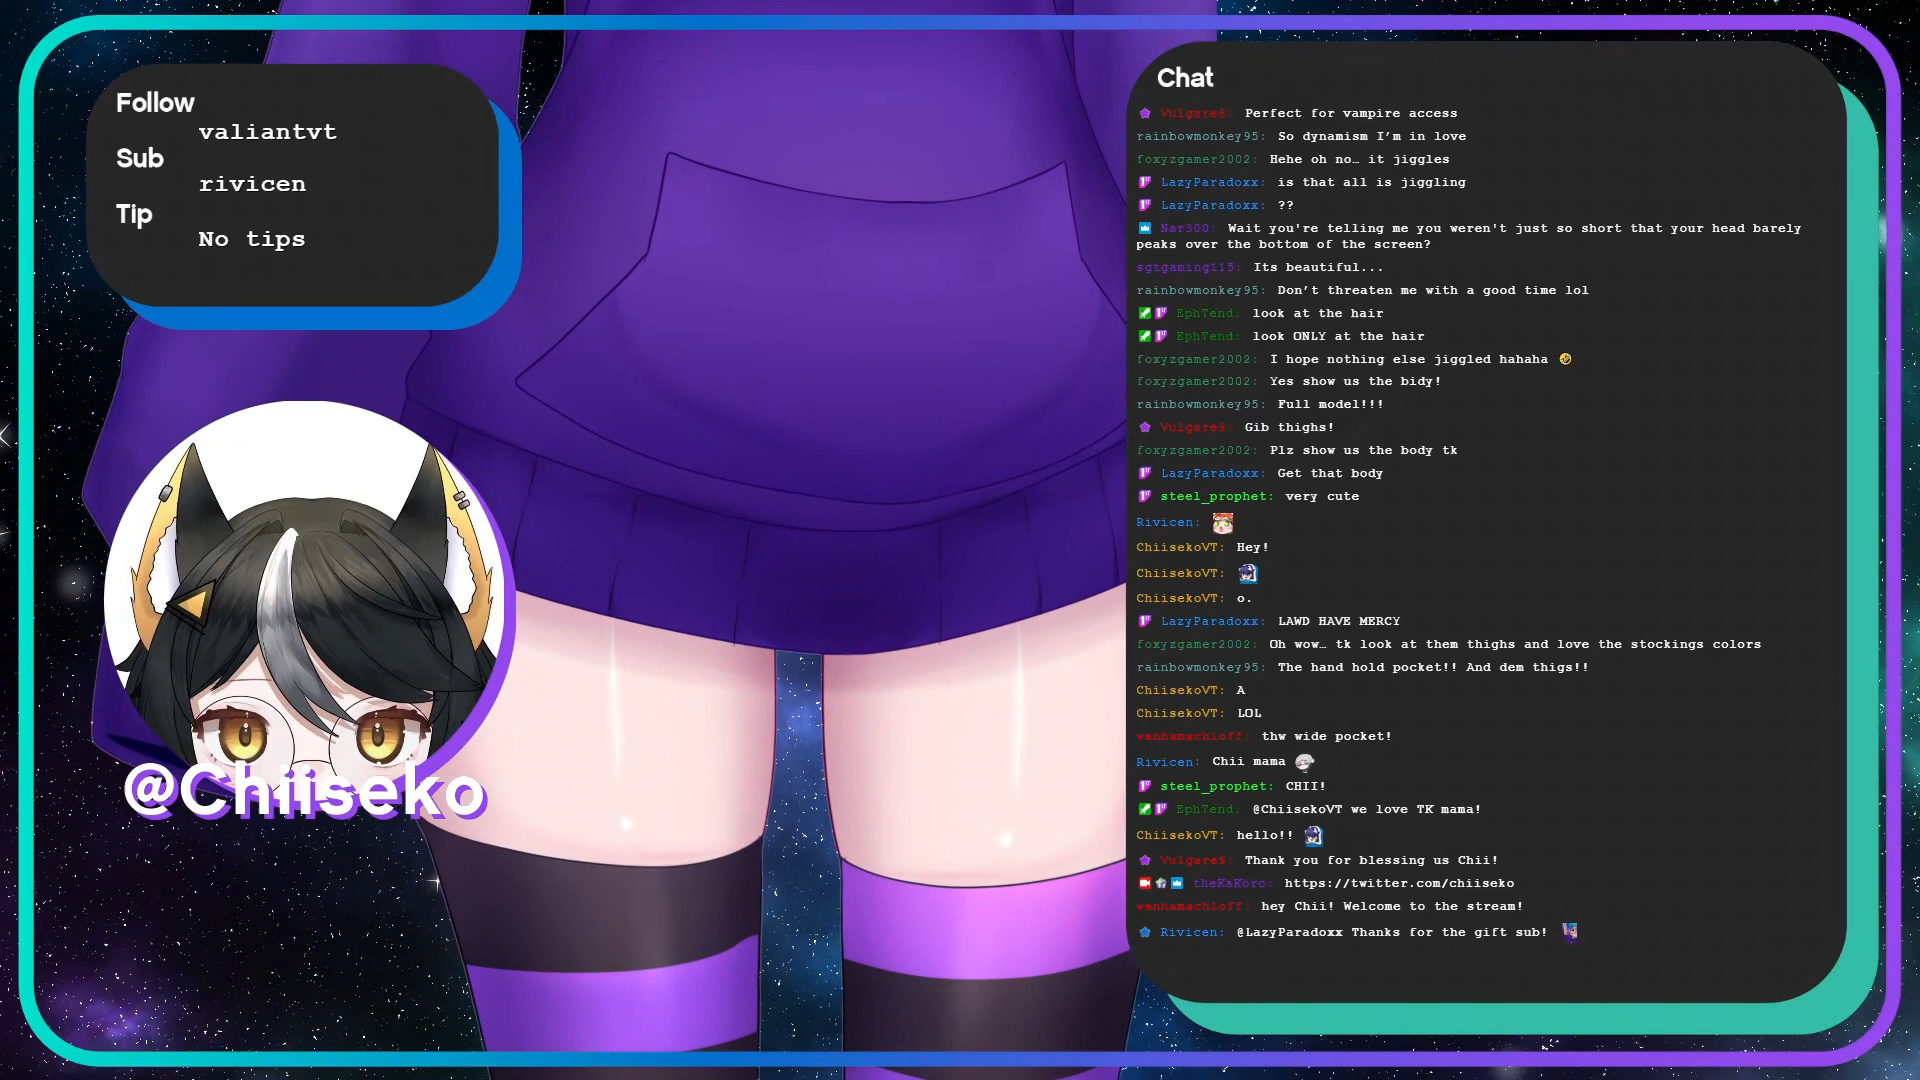 Follow
valiantvt
Sub
rivicen
Tip
No tips
@Chiiseko
Chat
VulgareS: Perfect for vampire access
rainbowmonkey95: So dynamism I’m in love
foxyzgamer2002: Hehe oh no… it jiggles
LazyParadoxx: is that all is jiggling
LazyParadoxx: ??
Nar300: Wait you're telling me you weren't just so short that your head barely
peaks over the bottom of the screen?
sgtgaming115: Its beautiful...
rainbowmonkey95: Don’t threaten me with a good time lol
EphTend: look at the hair
EphTend: look ONLY at the hair
foxyzgamer2002: I hope nothing else jiggled hahaha 🤣
foxyzgamer2002: Yes show us the bidy!
rainbowmonkey95: Full model!!!
VulgareS: Gib thighs!
foxyzgamer2002: Plz show us the body tk
LazyParadoxx: Get that body
steel_prophet: very cute
Rivicen:
ChiisekoVT: Hey!
ChiisekoVT:
ChiisekoVT: o.
LazyParadoxx: LAWD HAVE MERCY
foxyzgamer2002: Oh wow… tk look at them thighs and love the stockings colors
rainbowmonkey95: The hand hold pocket!! And dem thigs!!
ChiisekoVT: A
ChiisekoVT: LOL
wenhamschloff: thw wide pocket!
Rivicen: Chii mama
steel_prophet: CHII!
EphTend: @ChiisekoVT we love TK mama!
ChiisekoVT: hello!!
VulgareS: Thank you for blessing us Chii!
theKaKoro: https://twitter.com/chiiseko
wenhamschloff: hey Chii! Welcome to the stream!
Rivicen: @LazyParadoxx Thanks for the gift sub!